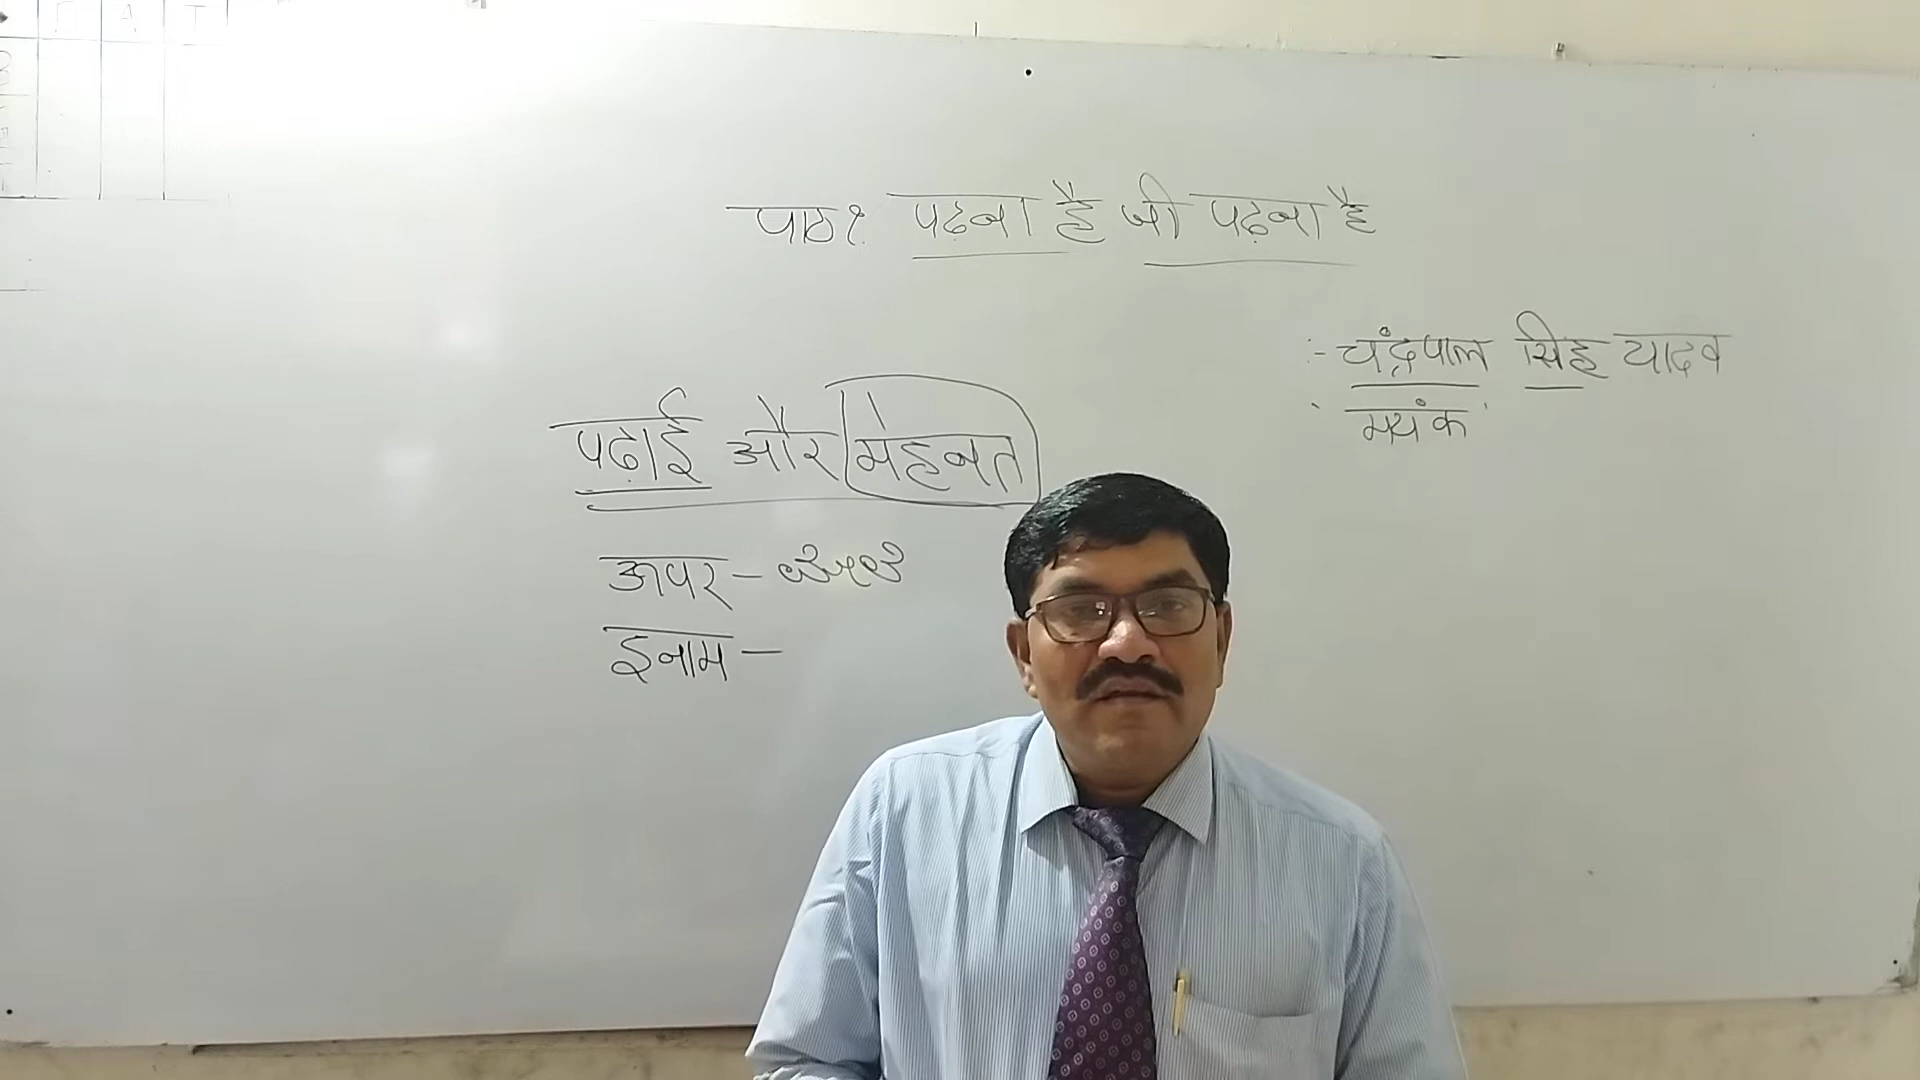 पाठ१. पढ़ना है जी पढ़ना है
:- चंद्रपाल सिंह यादव
'मयंक'
पढ़ाई और मेहनत
ऊपर -
इनाम -